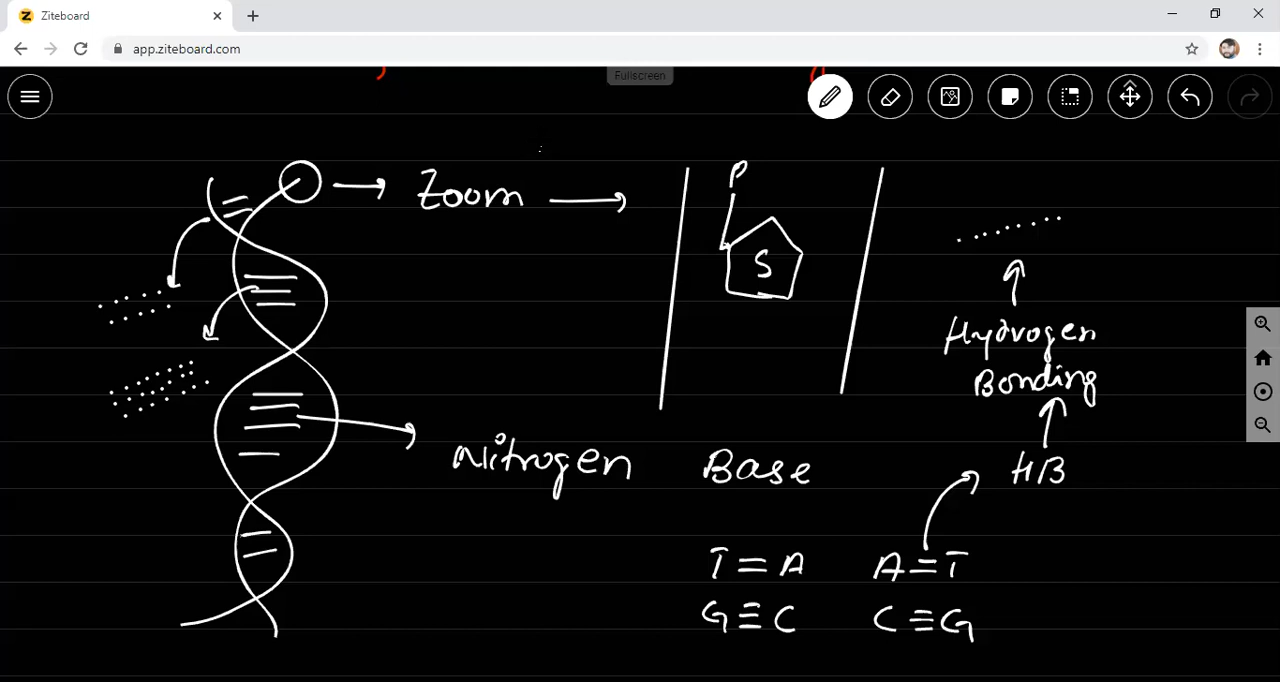 Ziteboard
app.ziteboard.com
Fullscreen
Zoom
P
S
Hydrogen
Bonding
Nitrogen Base
HB
T = A A = T
G ≡ C C ≡ G